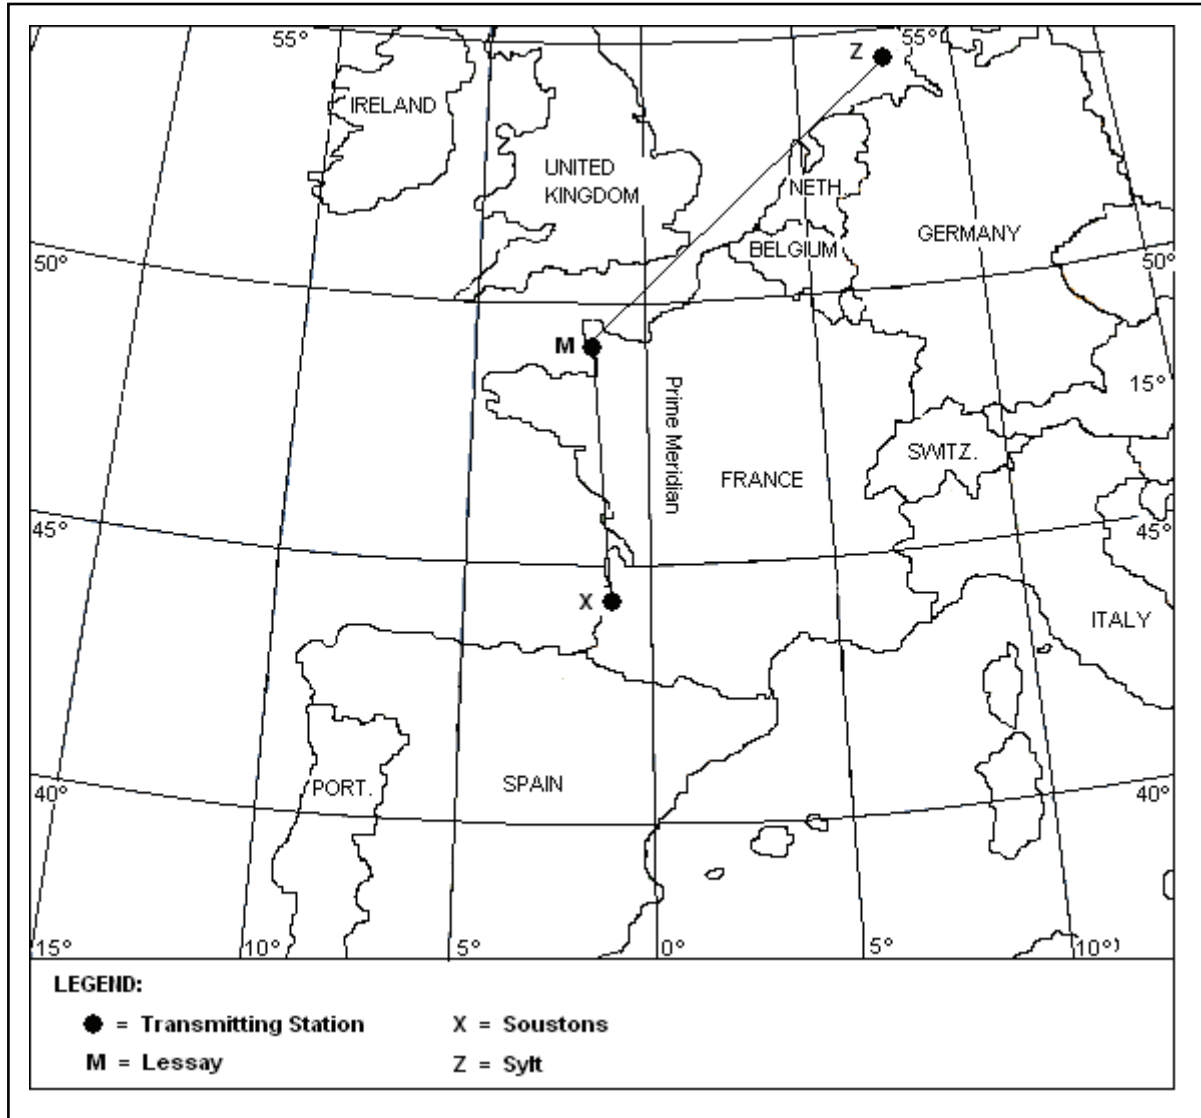 55°
Z
55°
IRELAND
UNITED
KINGDOM
NETH.
GERMANY
BELGIUM
50°
50°
M
15°
Prime Meridian
SWITZ.
FRANCE
45°
45°
X
ITALY
40°
PORT.
SPAIN
40°
15°
10°
5°
0°
5°
10°)
LEGEND:
= Transmitting Station
X = Soustons
M = Lessay
Z = Sylt